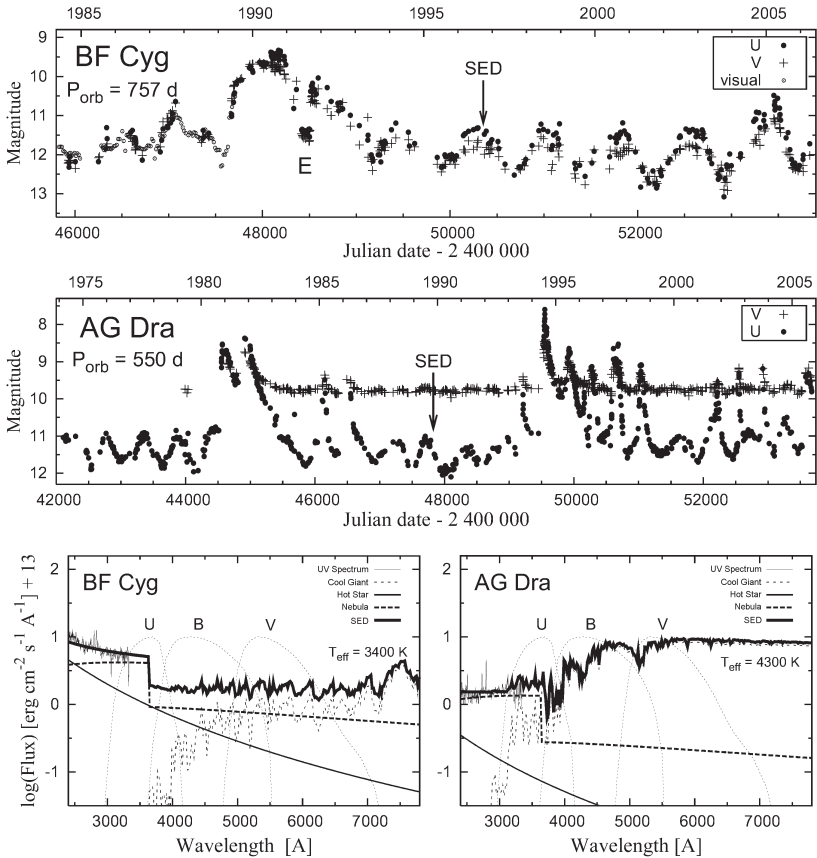 1985 1990 1995 2000 2005
9
10
11
12
13
Magnitude
BF Cyg
P_orb = 757 d
SED
E
U
V
visual
46000 48000 50000 52000
Julian date - 2 400 000
1975 1980 1985 1990 1995 2000 2005
8
9
10
11
12
Magnitude
AG Dra
P_orb = 550 d
SED
V
U
42000 44000 46000 48000 50000 52000
Julian date - 2 400 000
2
1
0
-1
log(Flux) [erg cm^-2 s^-1 A^-1] + 13
BF Cyg
UV Spectrum
Cool Giant
Hot Star
Nebula
SED
U B V
T_eff = 3400 K
3000 4000 5000 6000 7000
Wavelength [A]
2
1
0
-1
AG Dra
UV Spectrum
Cool Giant
Hot Star
Nebula
SED
U B V
T_eff = 4300 K
3000 4000 5000 6000 7000
Wavelength [A]